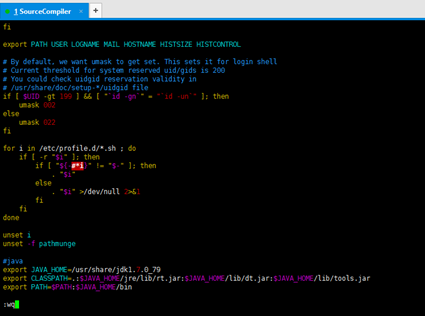 1 SourceCompiler × +
fi
export PATH USER LOGNAME MAIL HOSTNAME HISTSIZE HISTCONTROL
# By default, we want umask to get set. This sets it for login shell
# Current threshold for system reserved uid/gids is 200
# You could check uidgid reservation validity in
# /usr/share/doc/setup-*/uidgid file
if [ $UID -gt 199 ] && [ "`id -gn`" = "`id -un`" ]; then
    umask 002
else
    umask 022
fi
for i in /etc/profile.d/*.sh ; do
    if [ -r "$i" ]; then
        if [ "${-#*i}" != "$-" ]; then
            . "$i"
        else
            . "$i" >/dev/null 2>&1
        fi
    fi
done
unset i
unset -f pathmunge
#java
export JAVA_HOME=/usr/share/jdk1.7.0_79
export CLASSPATH=.:$JAVA_HOME/jre/lib/rt.jar:$JAVA_HOME/lib/dt.jar:$JAVA_HOME/lib/tools.jar
export PATH=$PATH:$JAVA_HOME/bin
:wq